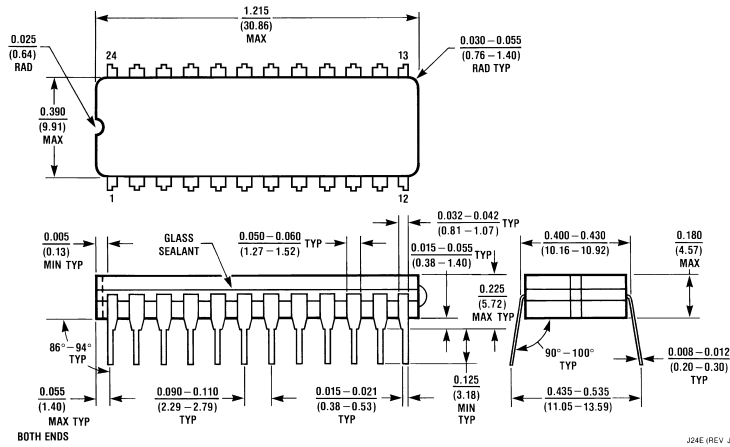 1.215
(30.86)
MAX
0.025
(0.64)
RAD
24
13
0.030–0.055
(0.76 – 1.40)
RAD TYP
0.390
(9.91)
MAX
1
12
0.005
(0.13)
MIN TYP
GLASS
SEALANT
0.050–0.060
(1.27 – 1.52)
TYP
0.032–0.042
(0.81 – 1.07)
TYP
0.015–0.055
(0.38 – 1.40)
TYP
0.225
(5.72)
MAX TYP
0.400 – 0.430
(10.16 – 10.92)
0.180
(4.57)
MAX
86°–94°
TYP
90°–100°
TYP
0.008–0.012
(0.20 – 0.30)
TYP
0.055
(1.40)
MAX TYP
BOTH ENDS
0.090–0.110
(2.29 – 2.79)
TYP
0.015–0.021
(0.38 – 0.53)
TYP
0.125
(3.18)
MIN
TYP
0.435 – 0.535
(11.05 – 13.59)
J24E (REV J